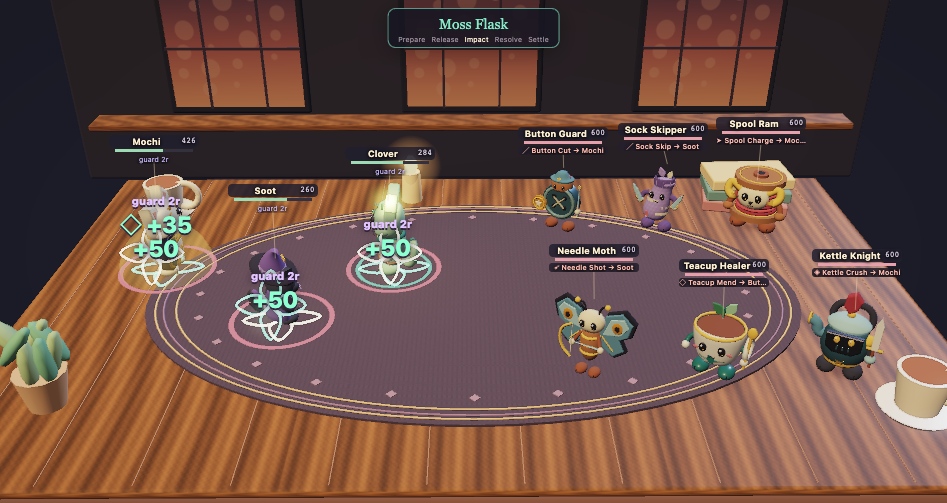 Moss Flask
Prepare Release Impact Resolve Settle
Mochi 426
guard 2r
Soot 260
guard 2r
Clover 284
guard 2r
Button Guard 600
Button Cut → Mochi
Sock Skipper 600
Sock Skip → Soot
Spool Ram 600
Spool Charge → Moc...
guard 2r
+35
+50
guard 2r
+50
guard 2r
+50
Needle Moth 600
Needle Shot → Soot
Teacup Healer 600
Teacup Mend → But...
Kettle Knight 600
Kettle Crush → Mochi